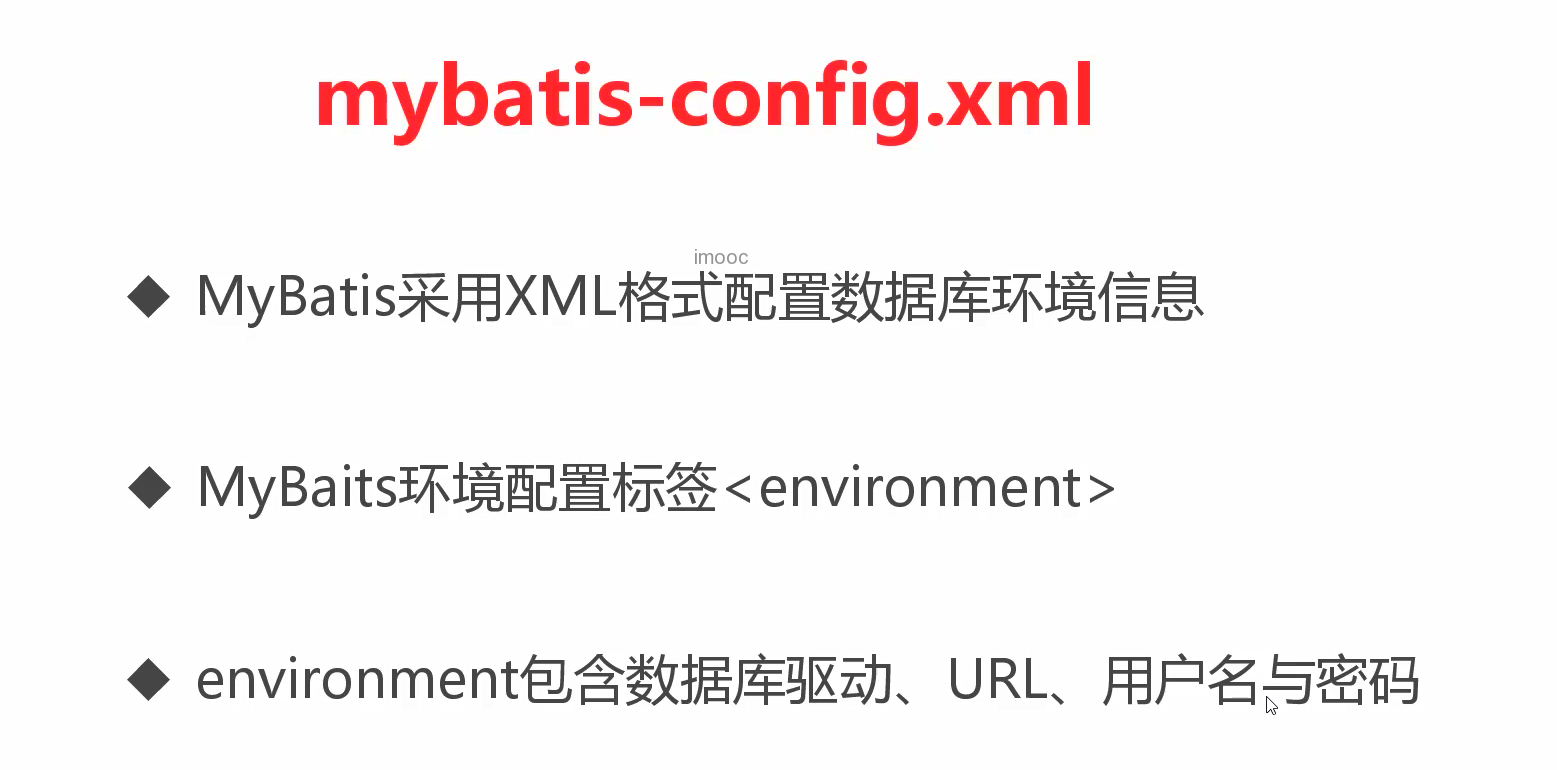 mybatis-config.xml
imooc
◆ MyBatis采用XML格式配置数据库环境信息
◆ MyBaits环境配置标签<environment>
◆ environment包含数据库驱动、URL、用户名与密码